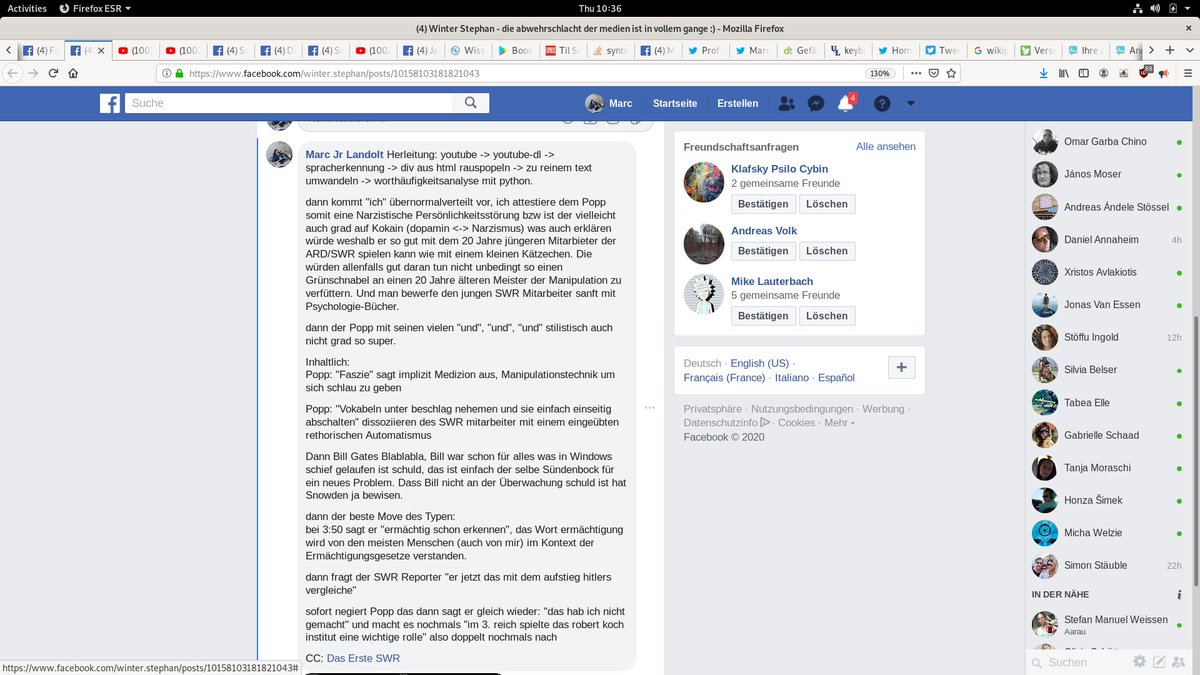 Activities Firefox ESR Thu 10:36
(4) Winter Stephan - die abwehrschlacht der medien ist in vollem gange :) - Mozilla Firefox
(4) F (4) (100 (100 (4) S (4) D (4) S (100 (4) Ja Wiss Boos Til Sc synta (4) M Prof Marc dt Gefä keyb Hom Twe wikip Vers Ihre An
https://www.facebook.com/winter.stephan/posts/10158103181821043 130% 88
Suche Marc Startseite Erstellen 4
Marc Jr Landolt Herleitung: youtube -> youtube-dl ->
spracherkennung -> div aus html rauspopeln -> zu reinem text
umwandeln -> worthäufigkeitsanalyse mit python.
dann kommt "ich" übernormalverteilt vor, ich attestiere dem Popp
somit eine Narzistische Persönlichkeitsstörung bzw ist der vielleicht
auch grad auf Kokain (dopamin <-> Narzismus) was auch erklären
würde weshalb er so gut mit dem 20 Jahre jüngeren Mitarbieter der
ARD/SWR spielen kann wie mit einem kleinen Kätzechen. Die
würden allenfalls gut daran tun nicht unbedingt so einen
Grünschnabel an einen 20 Jahre älteren Meister der Manipulation zu
verfüttern. Und man bewerfe den jungen SWR Mitarbeiter sanft mit
Psychologie-Bücher.
dann der Popp mit seinen vielen "und", "und", "und" stilistisch auch
nicht grad so super.
Inhaltlich:
Popp: "Faszie" sagt implizit Medizion aus, Manipulationstechnik um
sich schlau zu geben
Popp: "Vokabeln unter beschlag nehemen und sie einfach einseitig
abschalten" dissoziieren des SWR mitarbeiter mit einem eingeübten
rethorischen Automatismus
Dann Bill Gates Blablabla, Bill war schon für alles was in Windows
schief gelaufen ist schuld, das ist einfach der selbe Sündenbock für
ein neues Problem. Dass Bill nicht an der Überwachung schuld ist hat
Snowden ja bewisen.
dann der beste Move des Typen:
bei 3:50 sagt er "ermächtig schon erkennen", das Wort ermächtigung
wird von den meisten Menschen (auch von mir) im Kontext der
Ermächtigungsgesetze verstanden.
dann fragt der SWR Reporter "er jetzt das mit dem aufstieg hitlers
vergleiche"
sofort negiert Popp das dann sagt er gleich wieder: "das hab ich nicht
gemacht" und macht es nochmals "im 3. reich spielte das robert koch
institut eine wichtige rolle" also doppelt nochmals nach
CC: Das Erste SWR
Freundschaftsanfragen Alle ansehen
Klafsky Psilo Cybin
2 gemeinsame Freunde
Bestätigen Löschen
Andreas Volk
Bestätigen Löschen
Mike Lauterbach
5 gemeinsame Freunde
Bestätigen Löschen
Deutsch · English (US) ·
Français (France) · Italiano · Español
Privatsphäre · Nutzungsbedingungen · Werbung ·
Datenschutzinfo · Cookies · Mehr
Facebook © 2020
Omar Garba Chino
János Moser
Andreas Ándele Stössel
Daniel Annaheim 4h
Xristos Avlakiotis
Jonas Van Essen
Stöffu Ingold 12h
Silvia Belser
Tabea Elle
Gabrielle Schaad
Tanja Moraschi
Honza Šimek
Micha Welzie
Simon Stäuble 22h
IN DER NÄHE
Stefan Manuel Weissen
Aarau
Suchen
https://www.facebook.com/winter.stephan/posts/10158103181821043#